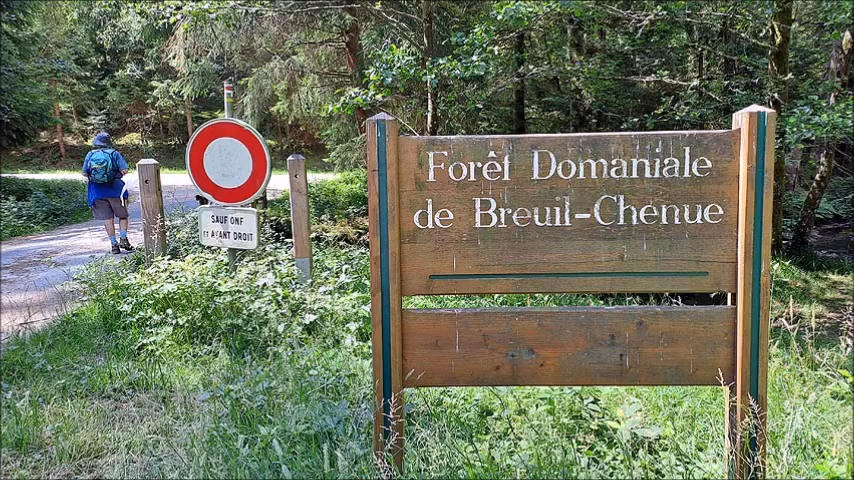 Forêt Domaniale
de Breuil-Chenue
SAUF ONF
ET AYANT DROIT